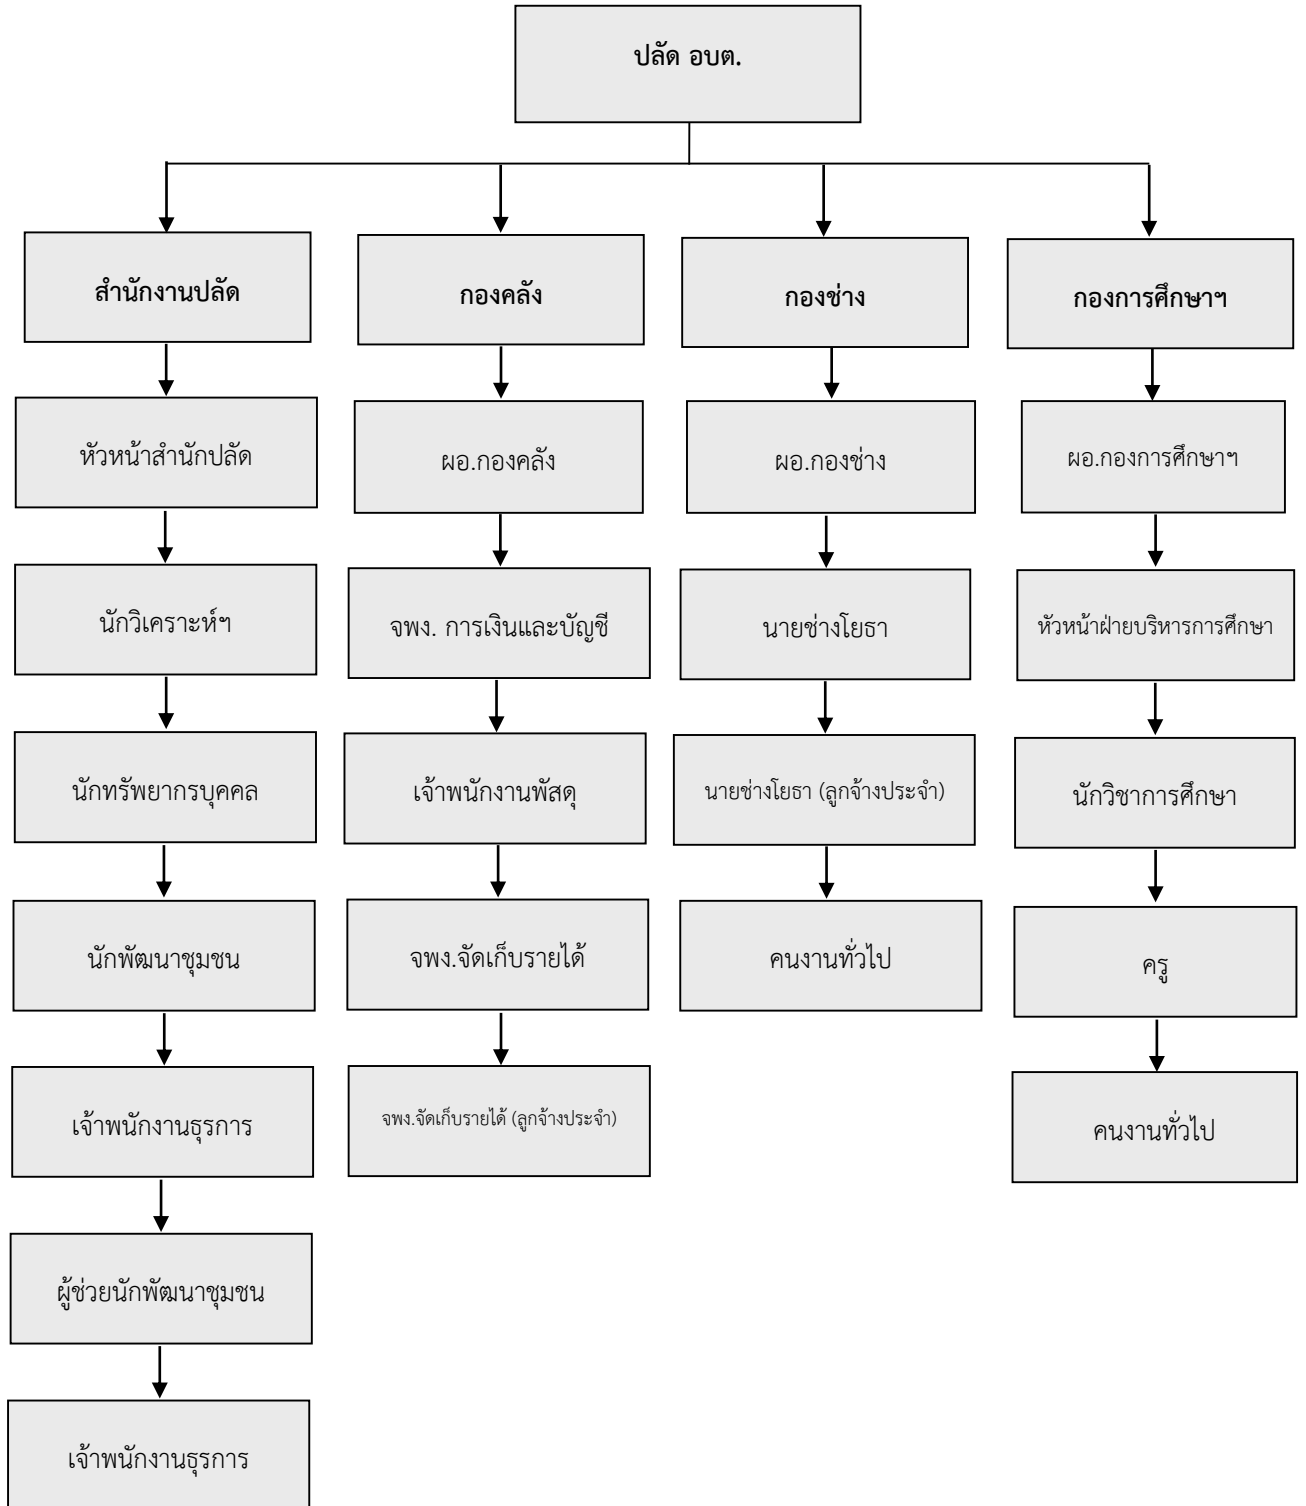 ปลัด อบต.
สำนักงานปลัด
กองคลัง
กองช่าง
กองการศึกษาฯ
หัวหน้าสำนักปลัด
ผอ.กองคลัง
ผอ.กองช่าง
ผอ.กองการศึกษาฯ
นักวิเคราะห์ฯ
จพง. การเงินและบัญชี
นายช่างโยธา
หัวหน้าฝ่ายบริหารการศึกษา
นักทรัพยากรบุคคล
เจ้าพนักงานพัสดุ
นายช่างโยธา (ลูกจ้างประจำ)
นักวิชาการศึกษา
นักพัฒนาชุมชน
จพง.จัดเก็บรายได้
คนงานทั่วไป
ครู
เจ้าพนักงานธุรการ
จพง.จัดเก็บรายได้ (ลูกจ้างประจำ)
คนงานทั่วไป
ผู้ช่วยนักพัฒนาชุมชน
เจ้าพนักงานธุรการ